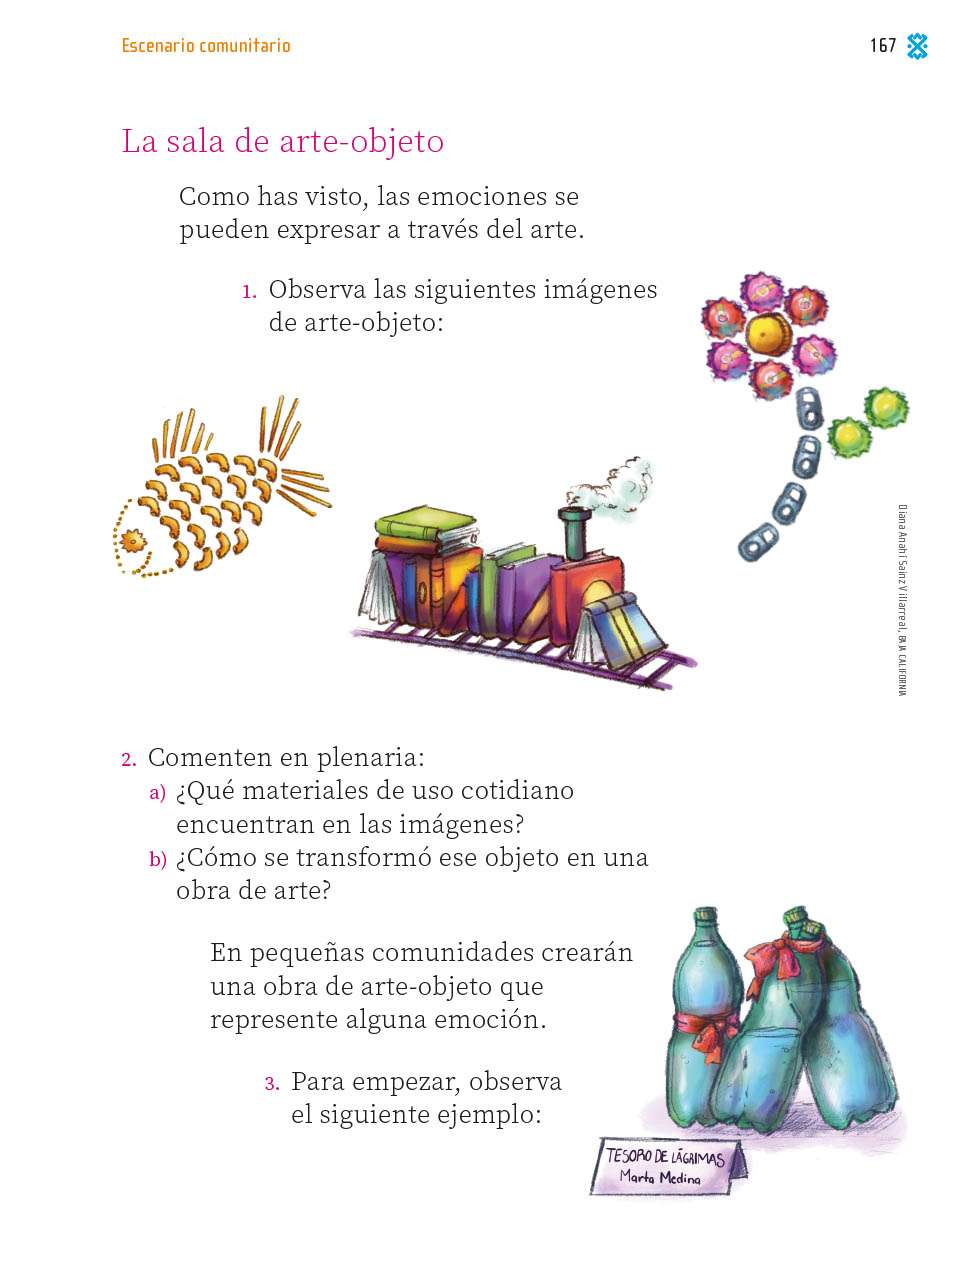 Escenario comunitario
167
La sala de arte-objeto
Como has visto, las emociones se
pueden expresar a través del arte.
1. Observa las siguientes imágenes
de arte-objeto:
Diana Anahí Sainz Villarreal, BAJA CALIFORNIA
2. Comenten en plenaria:
a) ¿Qué materiales de uso cotidiano
encuentran en las imágenes?
b) ¿Cómo se transformó ese objeto en una
obra de arte?
En pequeñas comunidades crearán
una obra de arte-objeto que
represente alguna emoción.
3. Para empezar, observa
el siguiente ejemplo:
TESORO DE LÁGRIMAS
Marta Medina